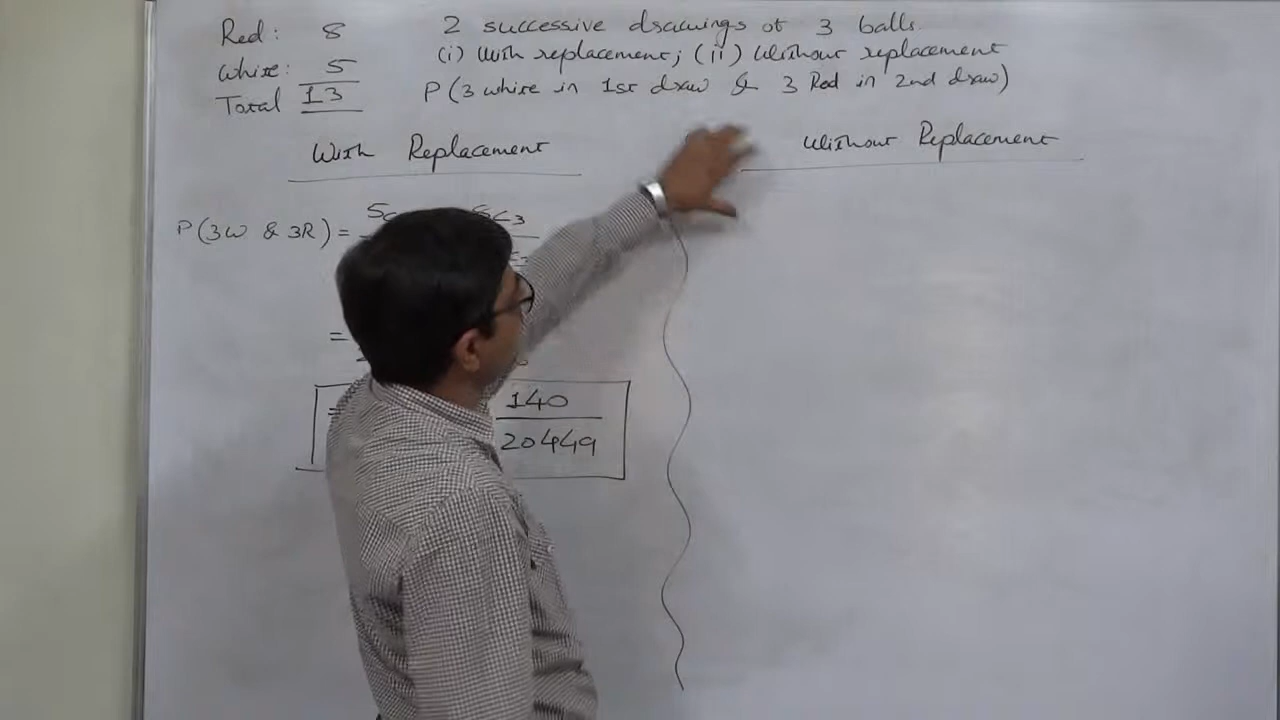 Red: 8
White: 5
Total 13
2 successive drawings of 3 balls.
(i) With replacement; (ii) Without replacement
P(3 white in 1st draw & 3 Red in 2nd draw)
With Replacement
P(3W & 3R) =
=
=
140
20449
Without Replacement